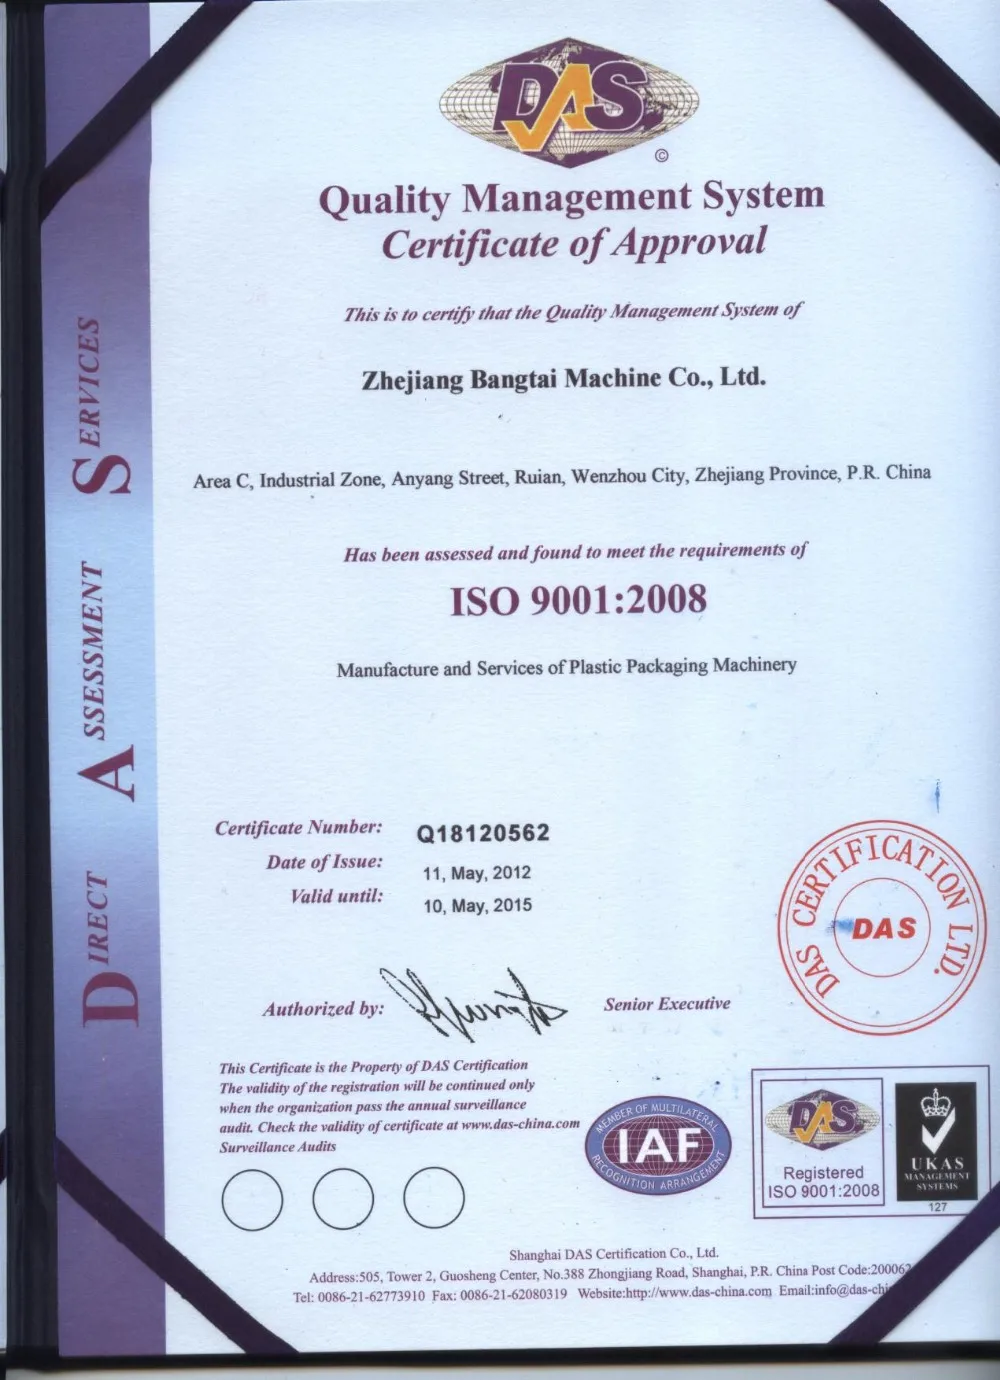 DAS
©
Quality Management System
Certificate of Approval
This is to certify that the Quality Management System of
Zhejiang Bangtai Machine Co., Ltd.
Area C, Industrial Zone, Anyang Street, Ruian, Wenzhou City, Zhejiang Province, P.R. China
Has been assessed and found to meet the requirements of
ISO 9001:2008
Manufacture and Services of Plastic Packaging Machinery
DIRECT ASSESSMENT SERVICES
Certificate Number: Q18120562
Date of Issue: 11, May, 2012
Valid until: 10, May, 2015
DAS CERTIFICATION LTD.
DAS
Authorized by:
Senior Executive
This Certificate is the Property of DAS Certification
The validity of the registration will be continued only
when the organization pass the annual surveillance
audit. Check the validity of certificate at www.das-china.com
Surveillance Audits
MEMBER OF MULTILATERAL
IAF
RECOGNITION ARRANGEMENT
DAS
Registered
ISO 9001:2008
UKAS
MANAGEMENT
SYSTEMS
127
Shanghai DAS Certification Co., Ltd.
Address:505, Tower 2, Guosheng Center, No.388 Zhongjiang Road, Shanghai, P.R. China Post Code:200062
Tel: 0086-21-62773910 Fax: 0086-21-62080319 Website:http://www.das-china.com Email:info@das-chi